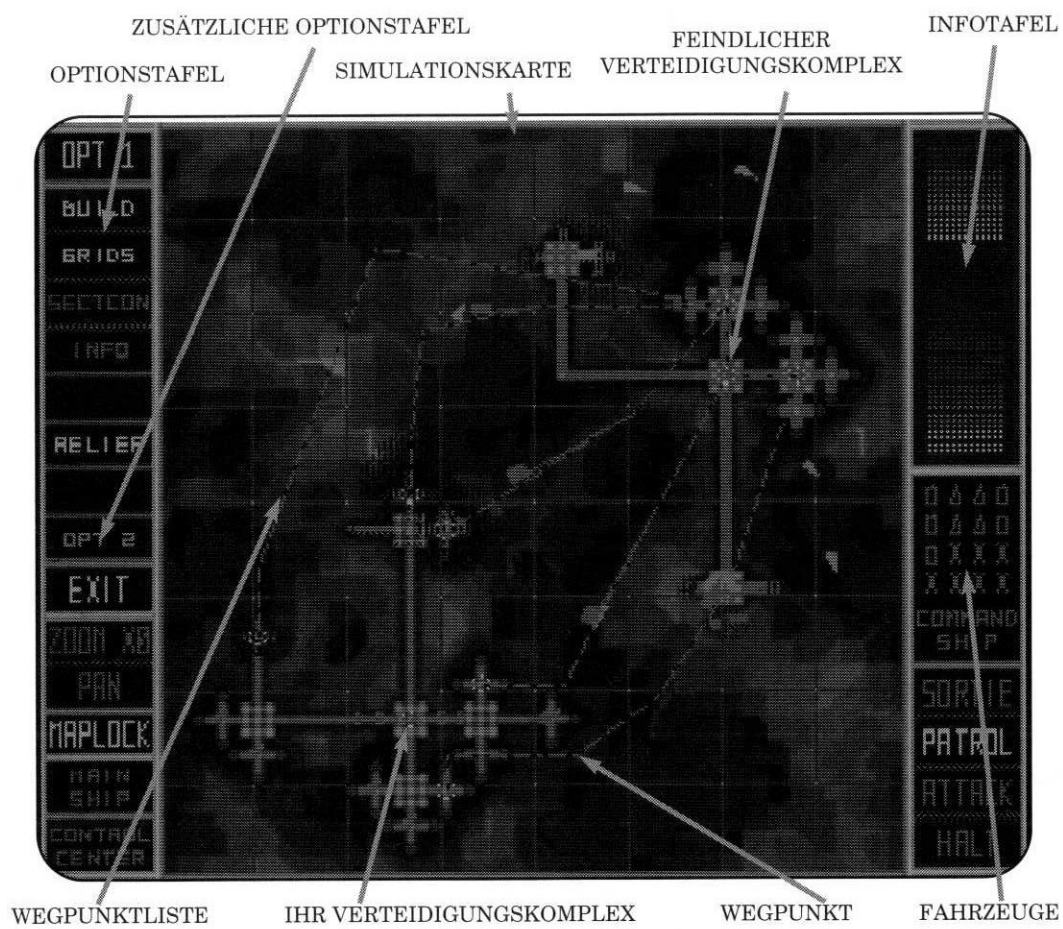 ZUSÄTZLICHE OPTIONSTAFEL
INFOTAFEL
FEINDLICHER
VERTEIDIGUNGSKOMPLEX
OPTIONSTAFEL
SIMULATIONSKARTE
OPT 1
BUILD
GRIDS
SECTCON
INFO
RELIEF
OPT 2
EXIT
ZOOM X8
PAN
MAPLOCK
MAIN
SHIP
CONTROL
CENTER
COMMAND
SHIP
SORTIE
PATROL
ATTACK
HALT
WEGPUNKTLISTE
IHR VERTEIDIGUNGSKOMPLEX
WEGPUNKT
FAHRZEUGE